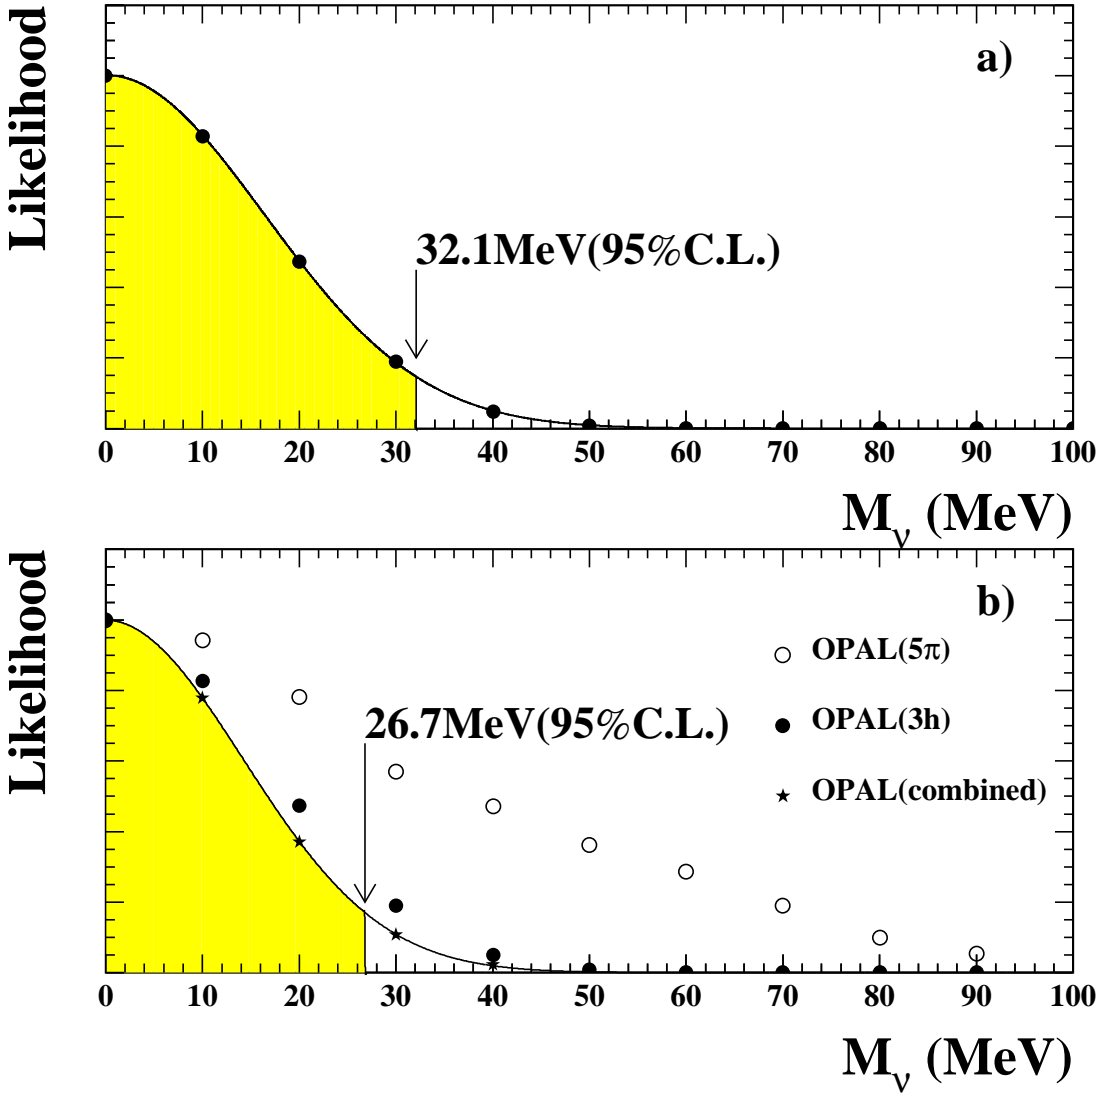 Likelihood
a)
32.1MeV(95%C.L.)
0 10 20 30 40 50 60 70 80 90 100
Mν (MeV)
Likelihood
b)
OPAL(5π)
26.7MeV(95%C.L.)
OPAL(3h)
OPAL(combined)
0 10 20 30 40 50 60 70 80 90 100
Mν (MeV)